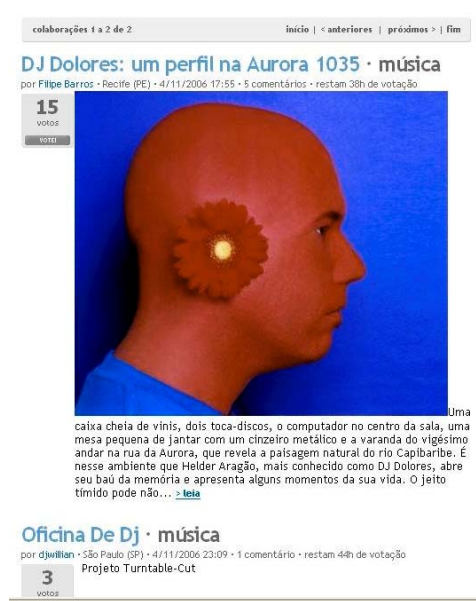 colaborações 1 a 2 de 2
início | < anteriores | próximos > | fim
DJ Dolores: um perfil na Aurora 1035 · música
por Filipe Barros · Recife (PE) · 4/11/2006 17:55 · 5 comentários · restam 38h de votação
15
votos
VOTEI
Uma
caixa cheia de vinis, dois toca-discos, o computador no centro da sala, uma
mesa pequena de jantar com um cinzeiro metálico e a varanda do vigésimo
andar na rua da Aurora, que revela a paisagem natural do rio Capibaribe. É
nesse ambiente que Helder Aragão, mais conhecido como DJ Dolores, abre
seu baú da memória e apresenta alguns momentos da sua vida. O jeito
tímido pode não... > leia
Oficina De Dj · música
por djwillian · São Paulo (SP) · 4/11/2006 23:09 · 1 comentário · restam 44h de votação
3
votos
Projeto Turntable-Cut